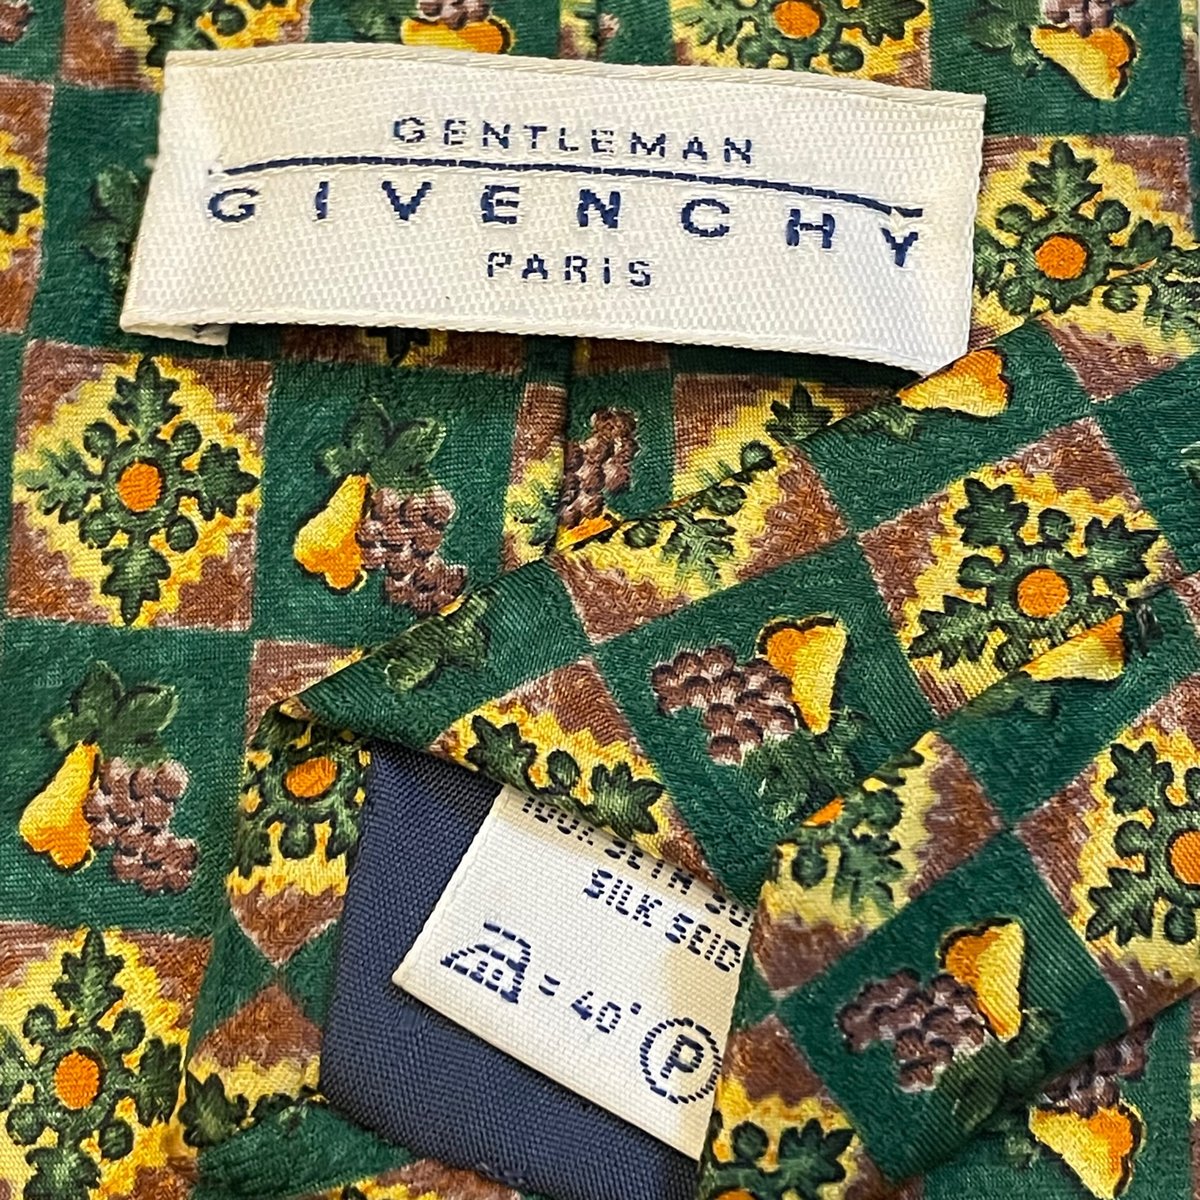 GENTLEMAN
GIVENCHY
PARIS
SILK SEID
= 40°
P